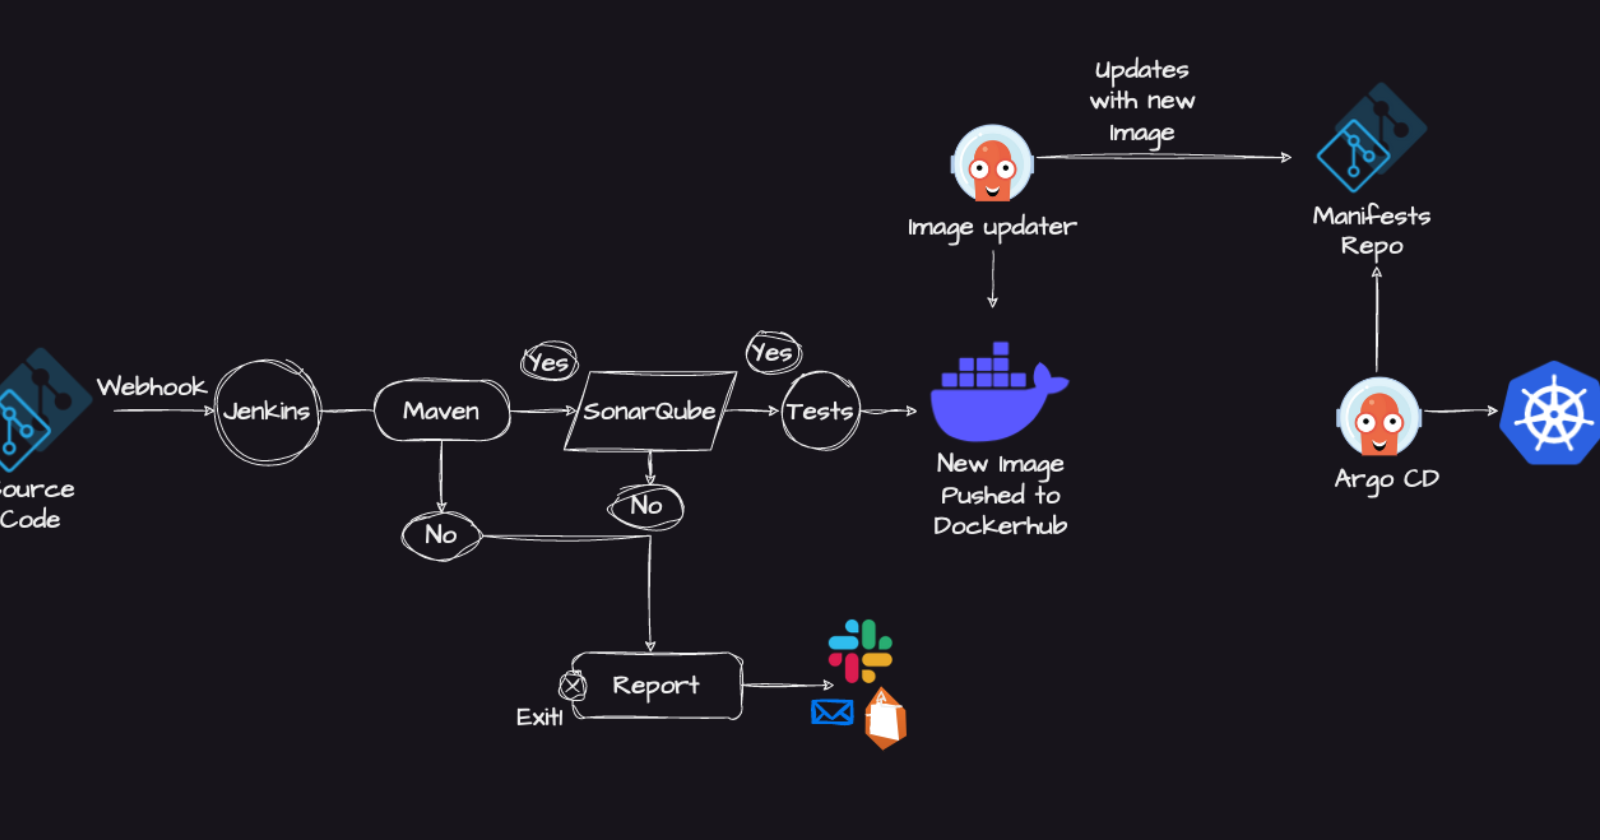 Updates
with new
Image
Image updater
Manifests
Repo
Webhook
Jenkins
Maven
Yes
SonarQube
Yes
Tests
No
No
ource
Code
New Image
Pushed to
Dockerhub
Argo CD
Report
Exit!